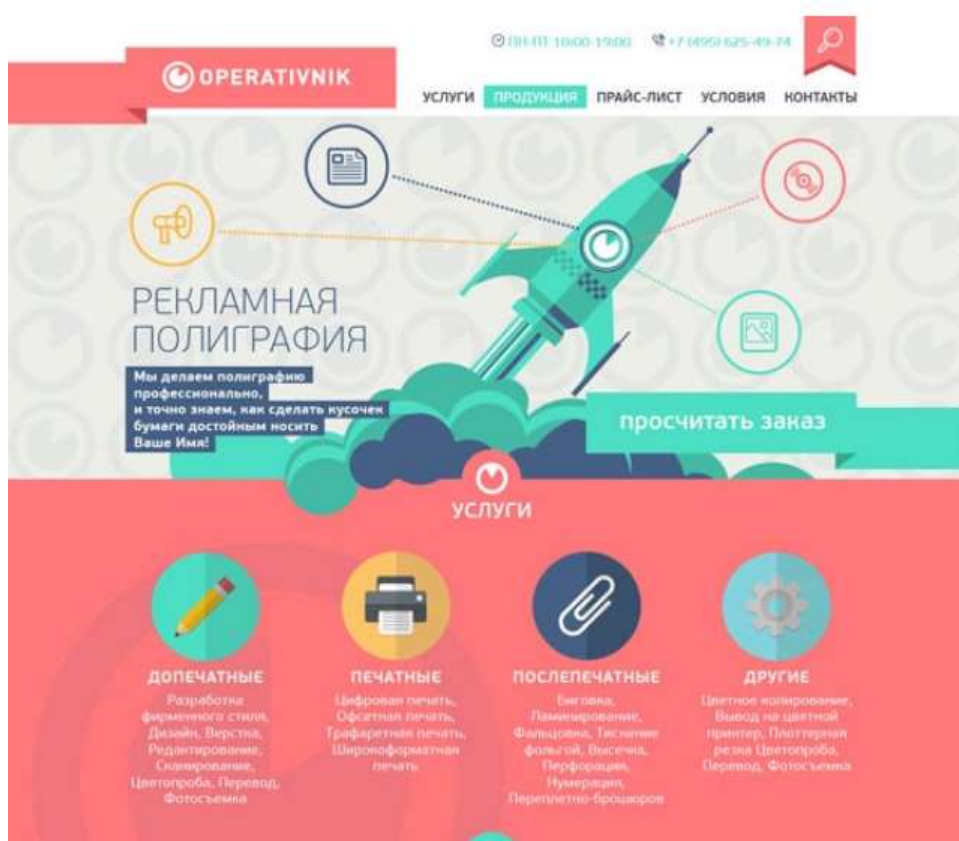 ПН-ПТ 10:00-19:00 +7 (495) 625-49-74
OPERATIVNIK
УСЛУГИ ПРОДУКЦИЯ ПРАЙС-ЛИСТ УСЛОВИЯ КОНТАКТЫ
РЕКЛАМНАЯ
ПОЛИГРАФИЯ
Мы делаем полиграфию
профессионально,
и точно знаем, как сделать кусочек
бумаги достойным носить
Ваше Имя!
просчитать заказ
УСЛУГИ
ДОПЕЧАТНЫЕ
Разработка
фирменного стиля,
Дизайн, Верстка,
Редактирование,
Сканирование,
Цветопроба, Перевод,
Фотосъемка
ПЕЧАТНЫЕ
Цифровая печать,
Офсетная печать,
Трафаретная печать,
Широкоформатная
печать
ПОСЛЕПЕЧАТНЫЕ
Биговка,
Ламинирование,
Фальцовка, Тиснение
фольгой, Высечка,
Перфорация,
Нумерация,
Переплетно-брошюров
ДРУГИЕ
Цветное копирование,
Вывод на цветной
принтер, Плоттерная
резка Цветопроба,
Перевод, Фотосъемка